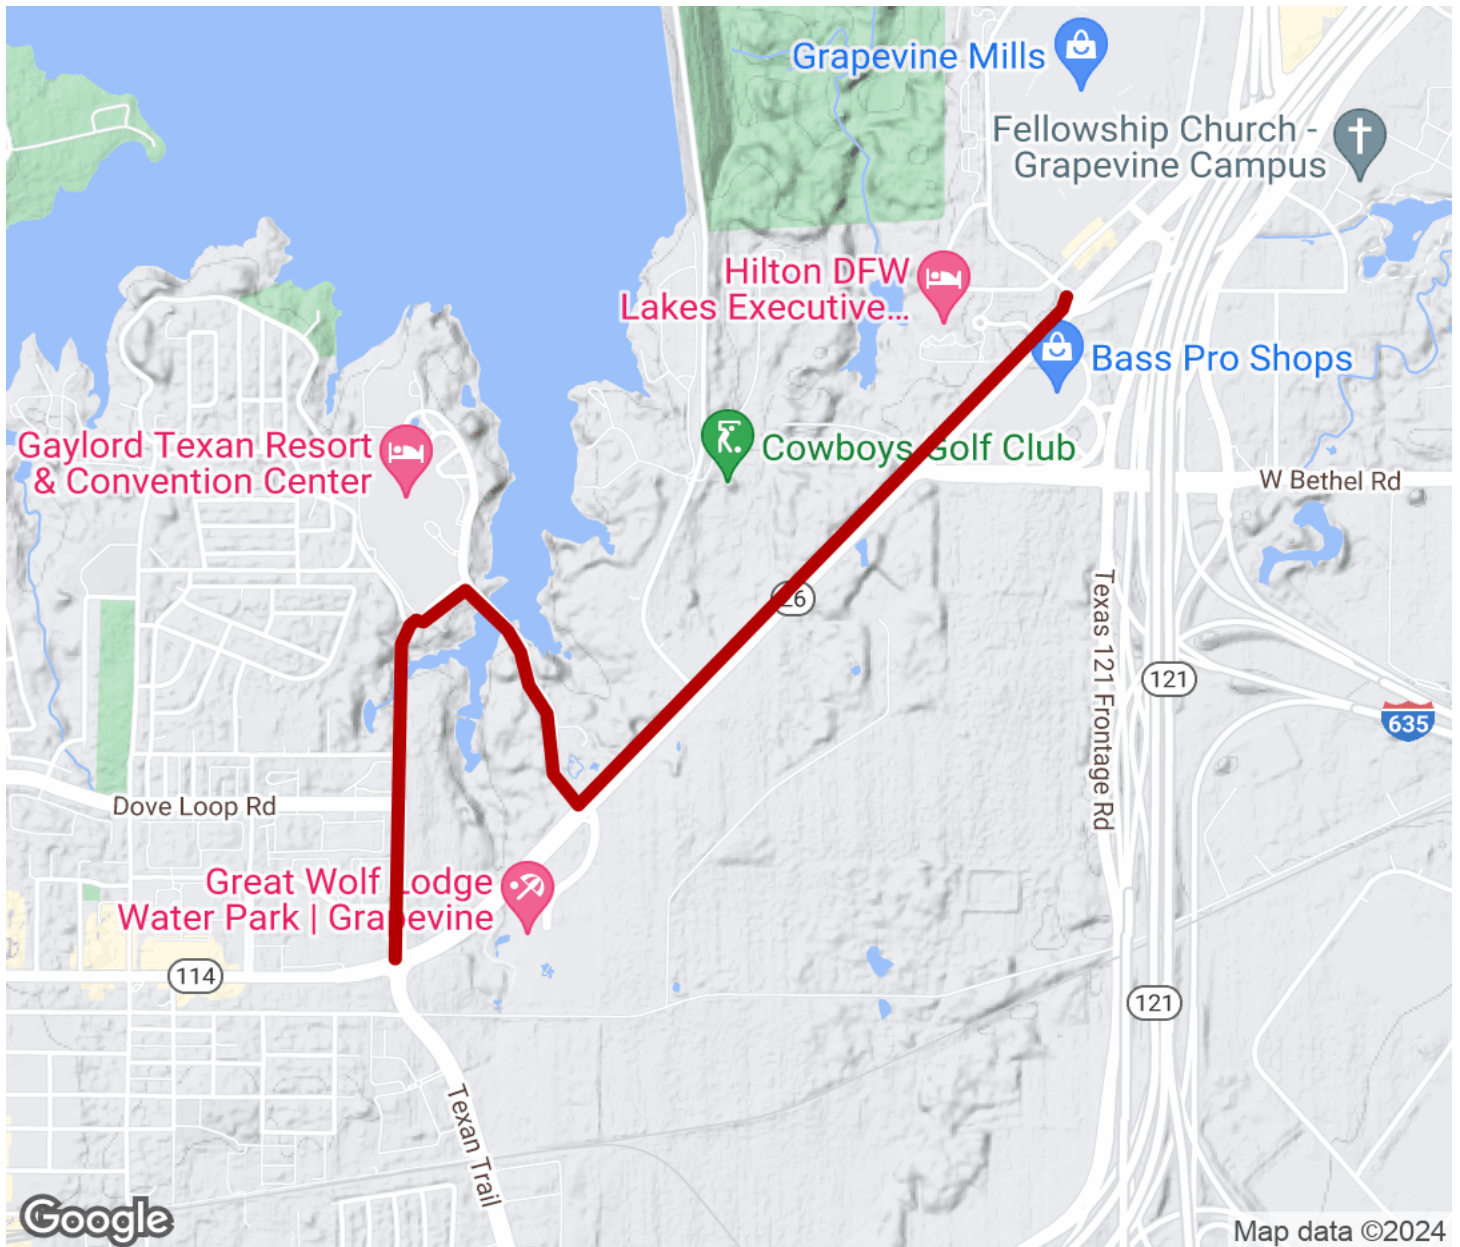 Grapevine Mills
Fellowship Church -
Grapevine Campus
Hilton DFW
Lakes Executive...
Bass Pro Shops
Gaylord Texan Resort
& Convention Center
Cowboys Golf Club
W Bethel Rd
26
Texas 121 Frontage Rd
121
635
Dove Loop Rd
Great Wolf Lodge
Water Park | Grapevine
114
121
Texan Trail
Google
Map data ©2024